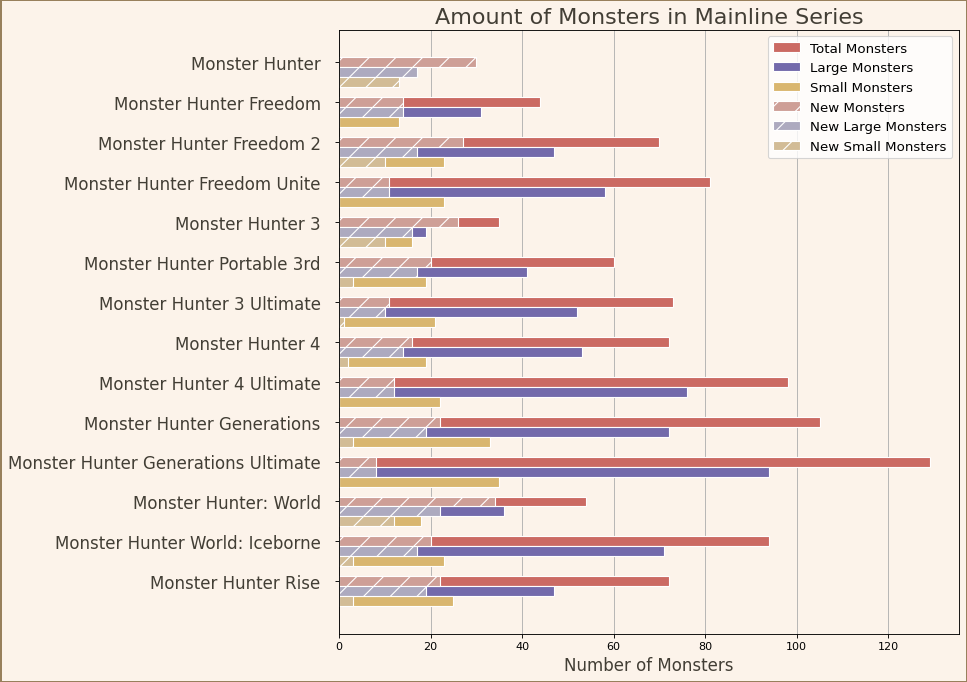 Amount of Monsters in Mainline Series
Total Monsters
Large Monsters
Small Monsters
New Monsters
New Large Monsters
New Small Monsters
Monster Hunter
Monster Hunter Freedom
Monster Hunter Freedom 2
Monster Hunter Freedom Unite
Monster Hunter 3
Monster Hunter Portable 3rd
Monster Hunter 3 Ultimate
Monster Hunter 4
Monster Hunter 4 Ultimate
Monster Hunter Generations
Monster Hunter Generations Ultimate
Monster Hunter: World
Monster Hunter World: Iceborne
Monster Hunter Rise
0 20 40 60 80 100 120
Number of Monsters